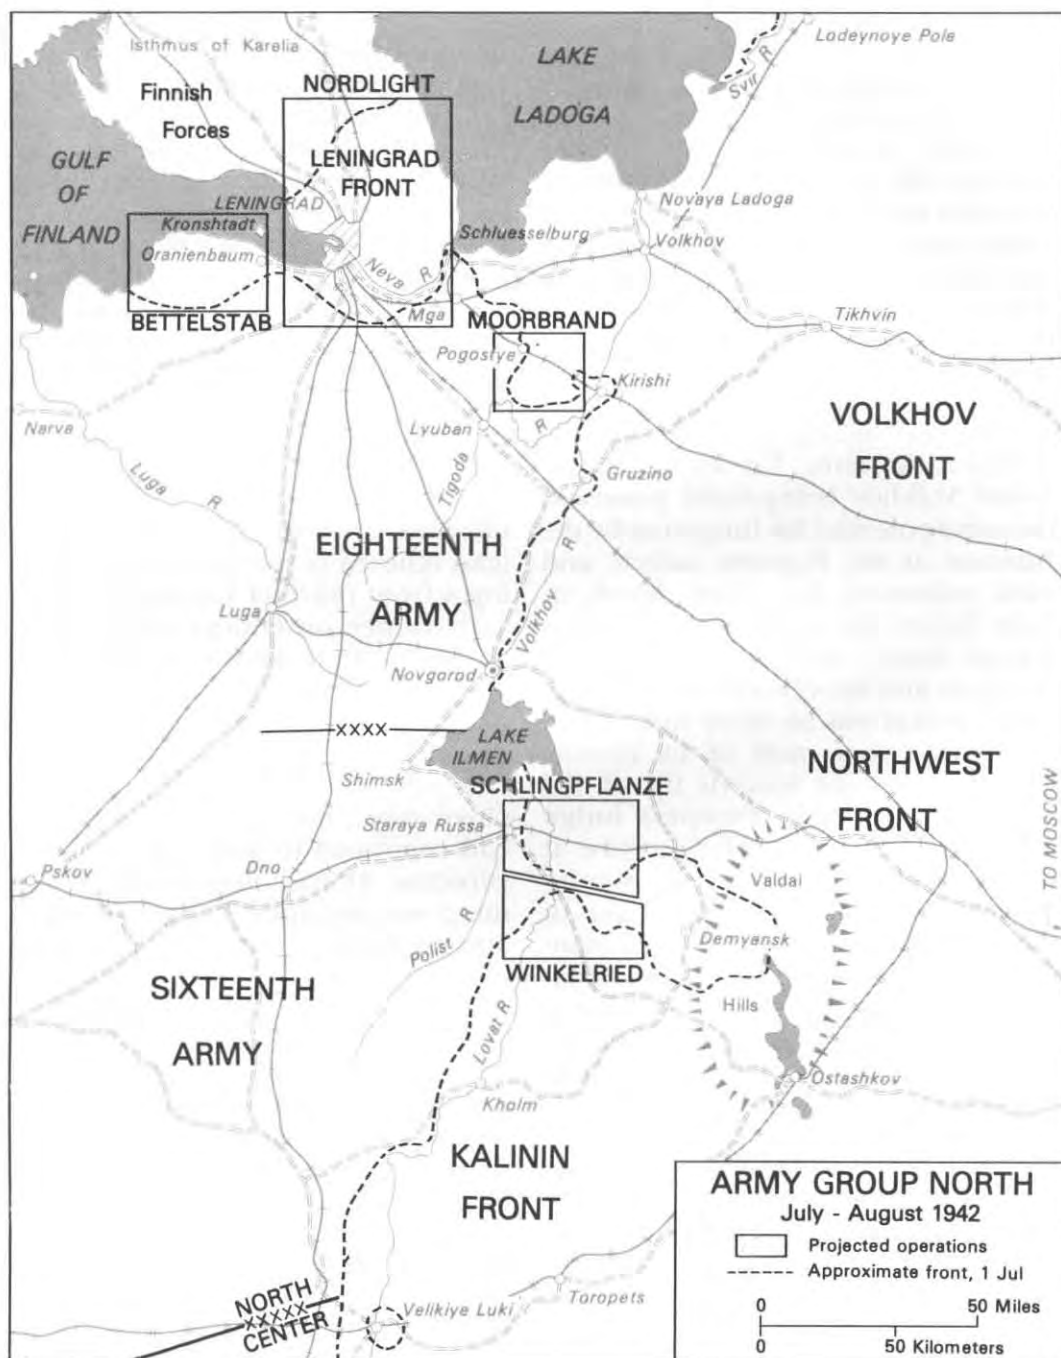 Isthmus of Karelia
Finnish
Forces
NORDLIGHT
LENINGRAD
FRONT
LAKE
LADOGA
Svir R
Lodeynoye Pole
GULF
OF
FINLAND
LENINGRAD
Kronshtadt
Oranienbaum
BETTELSTAB
Neva R
Schluesselburg
Mga
Novaya Ladoga
Volkhov
Tikhvin
MOORBRAND
Pogostye
Kirishi
Narva
Luga R
Lyuban
Tigoda R
Gruzino
VOLKHOV
FRONT
EIGHTEENTH
ARMY
Luga
Volkhov R
Novgorod
XXXX
LAKE
ILMEN
Shimsk
SCHLINGPFLANZE
NORTHWEST
FRONT
TO MOSCOW
Staraya Russa
Pskov
Dno
Valdai
Hills
Demyansk
Polist R
WINKELRIED
SIXTEENTH
ARMY
Lovat R
Kholm
Ostashkov
KALININ
FRONT
NORTH
XXXXX
CENTER
Velikiye Luki
Toropets
ARMY GROUP NORTH
July - August 1942
Projected operations
Approximate front, 1 Jul
0 50 Miles
0 50 Kilometers